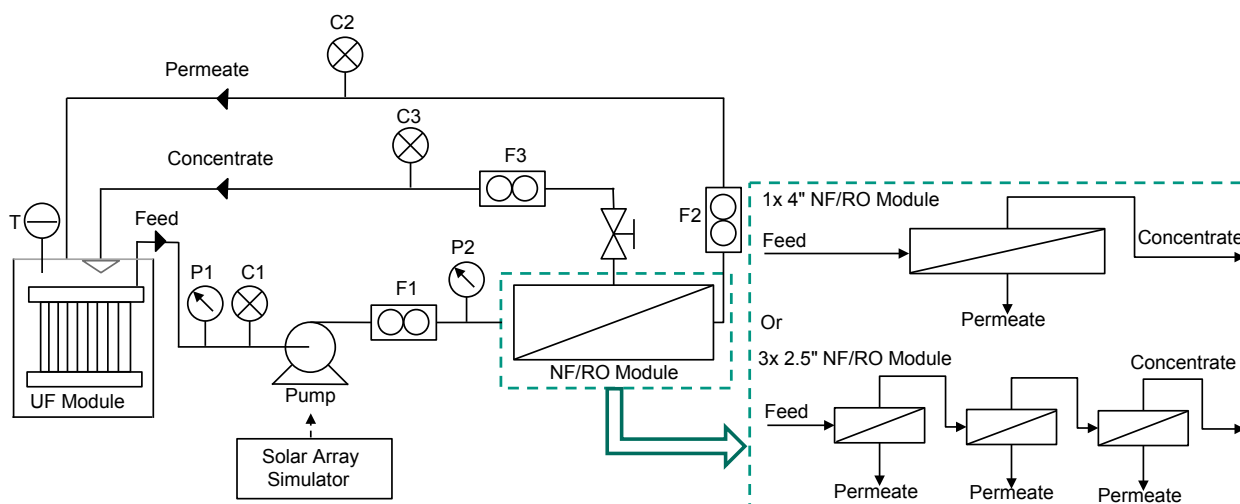 C2
Permeate
C3
Concentrate
F3
F2
T
Feed
P1
C1
P2
F1
UF Module
Pump
NF/RO Module
Solar Array
Simulator
1x 4" NF/RO Module
Feed
Concentrate
Permeate
Or
3x 2.5" NF/RO Module
Concentrate
Feed
Permeate
Permeate
Permeate